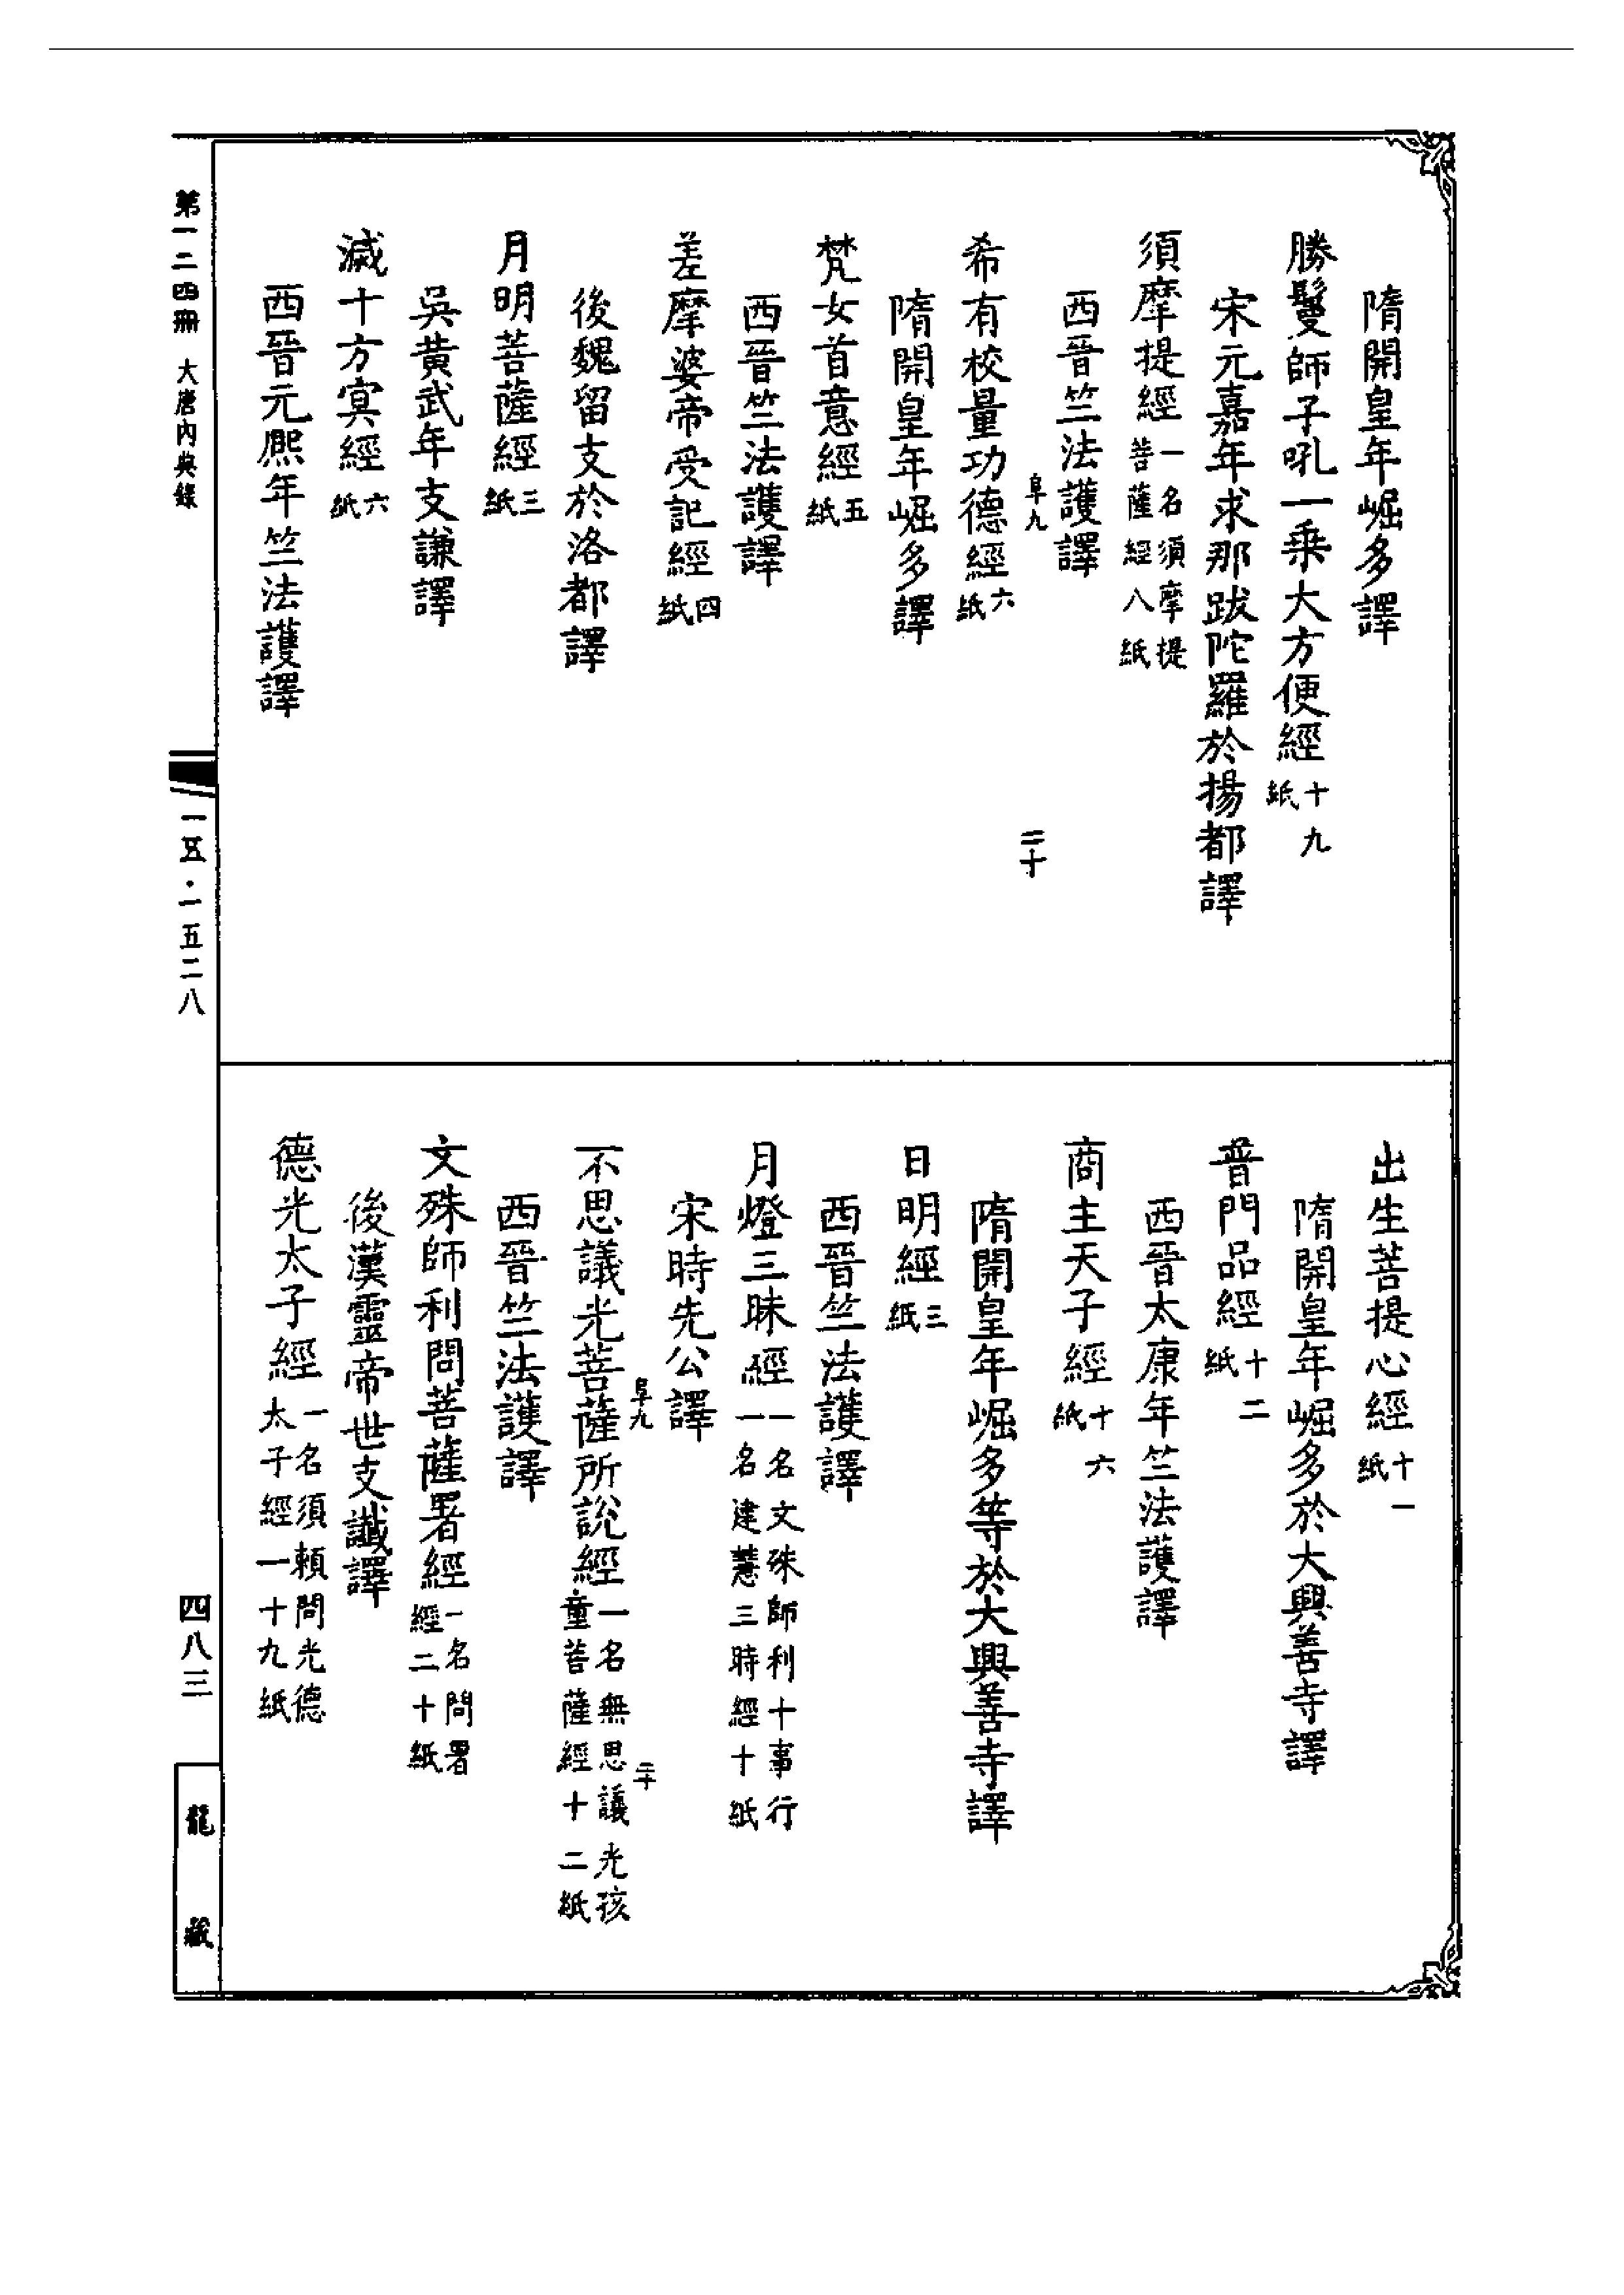 隋開皇年崛多譯
勝鬘師子吼一乘大方便經十九紙
宋元嘉年求那跋陀羅於揚都譯
須摩提經一名須摩提菩薩經八紙
西晉竺法護譯
阜九 二十
希有校量功德經六紙
隋開皇年崛多譯
梵女首意經五紙
西晉竺法護譯
差摩婆帝受記經四紙
後魏留支於洛都譯
月明菩薩經三紙
吳黃武年支謙譯
滅十方冥經六紙
西晉元熙年竺法護譯
出生菩提心經十一紙
隋開皇年崛多於大興善寺譯
普門品經十二紙
西晉太康年竺法護譯
商主天子經十六紙
隋開皇年崛多等於大興善寺譯
日明經三紙
西晉竺法護譯
月燈三昧經一名文殊師利十事行一名建慧三時經十紙
宋時先公譯
阜九 二十
不思議光菩薩所說經一名無思議光孩童菩薩經十二紙
西晉竺法護譯
文殊師利問菩薩署經一名問署經二十紙
後漢靈帝世支讖譯
德光太子經一名須賴問光德太子經一十九紙
第一二四冊 大唐內典錄
一五・一五二八
四八三
龍藏